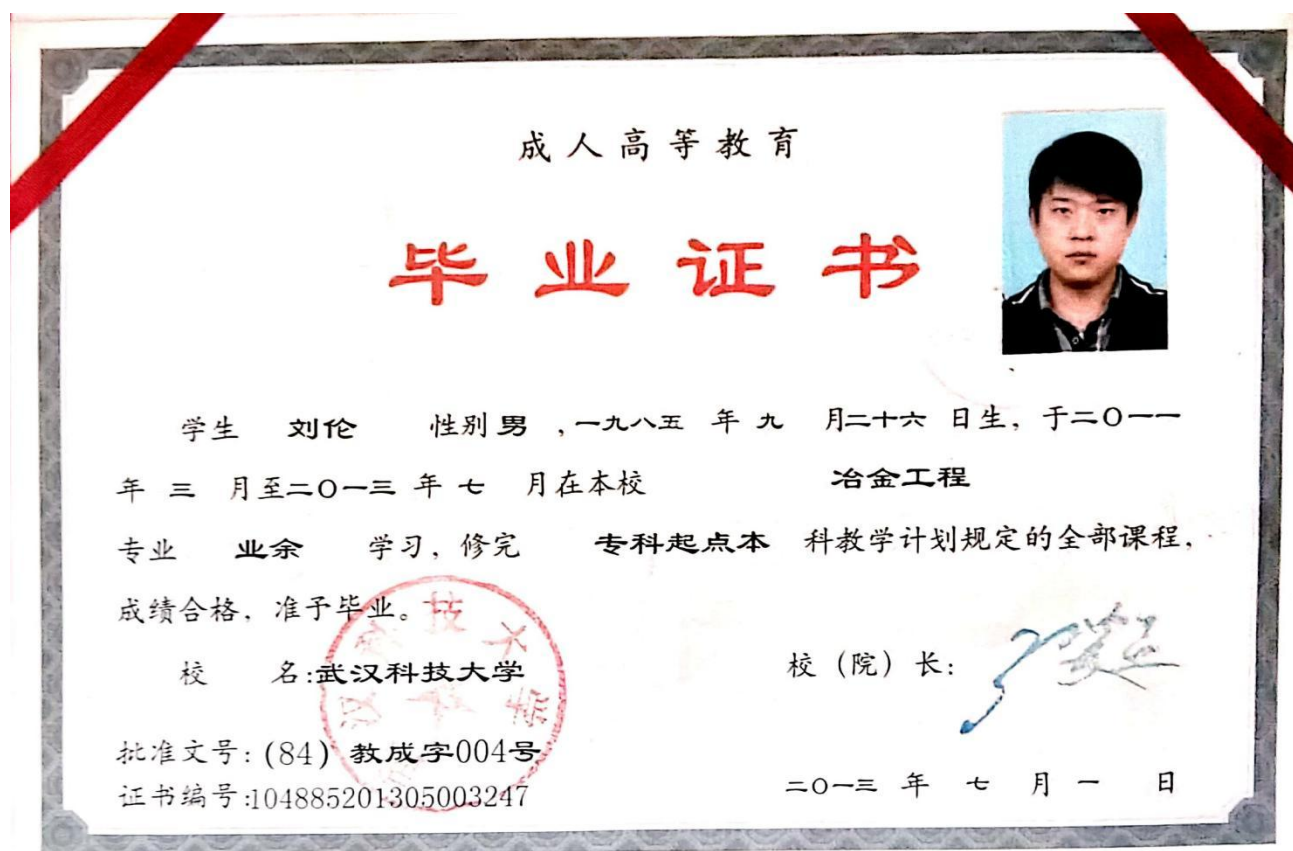 成人高等教育
毕业证书
学生 刘伦 性别 男 ,一九八五 年 九 月二十六 日生, 于二〇一一
年 三 月至二〇一三 年 七 月在本校 冶金工程
专业 业余 学习, 修完 专科起点本 科教学计划规定的全部课程,
成绩合格, 准予毕业。
校 名:武汉科技大学
校 (院) 长:
批准文号: (84) 教成字004号
证书编号:104885201305003247
二〇一三 年 七 月 一 日